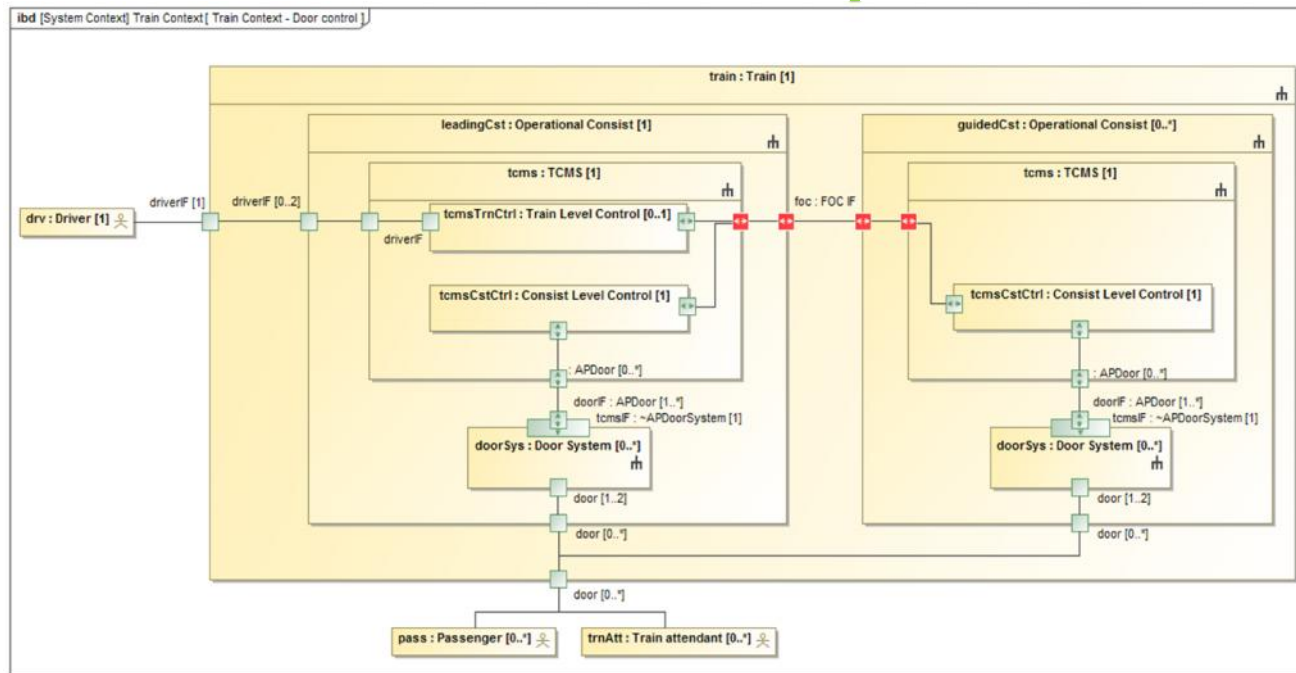 ibd [System Context] Train Context [ Train Context - Door control ]
train : Train [1]
leadingCst : Operational Consist [1]
guidedCst : Operational Consist [0..*]
tcms : TCMS [1]
tcms : TCMS [1]
driverIF [1]
driverIF [0..2]
foc : FOC IF
drv : Driver [1]
tcmsTrnCtrl : Train Level Control [0..1]
driverIF
tcmsCstCtrl : Consist Level Control [1]
tcmsCstCtrl : Consist Level Control [1]
: APDoor [0..*]
: APDoor [0..*]
doorIF : APDoor [1..*]
doorIF : APDoor [1..*]
tcmsIF : ~APDoorSystem [1]
tcmsIF : ~APDoorSystem [1]
doorSys : Door System [0..*]
doorSys : Door System [0..*]
door [1..2]
door [1..2]
door [0..*]
door [0..*]
door [0..*]
pass : Passenger [0..*]
trnAtt : Train attendant [0..*]